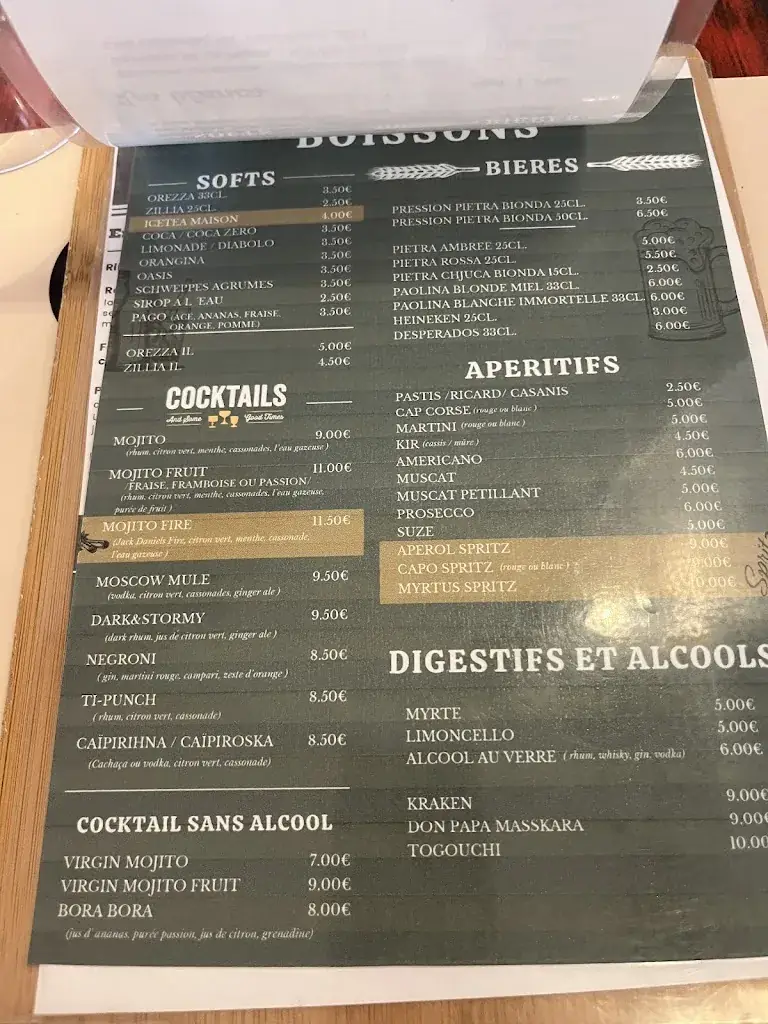 BOISSONS
SOFTS
OREZZA 33CL. 3.50€
ZILLIA 25CL. 2.50€
ICETEA MAISON 4.00€
COCA / COCA ZERO 3.50€
LIMONADE / DIABOLO 3.50€
ORANGINA 3.50€
OASIS 3.50€
SCHWEPPES AGRUMES 3.50€
SIROP A L'EAU 2.50€
PAGO (ACE, ANANAS, FRAISE, 3.50€
ORANGE, POMME)
OREZZA 1L 5.00€
ZILLIA 1L 4.50€
COCKTAILS
And Some Good Times
MOJITO 9.00€
(rhum, citron vert, menthe, cassonades, l'eau gazeuse )
MOJITO FRUIT 11.00€
/FRAISE, FRAMBOISE OU PASSION/
(rhum, citron vert, menthe, cassonades, l'eau gazeuse,
purée de fruit )
MOJITO FIRE 11.50€
(Jack Daniels Fire, citron vert, menthe, cassonade,
l'eau gazeuse )
MOSCOW MULE 9.50€
(vodka, citron vert, cassonades, ginger ale )
DARK&STORMY 9.50€
(dark rhum, jus de citron vert, ginger ale )
NEGRONI 8.50€
( gin, martini rouge, campari, zeste d'orange )
TI-PUNCH 8.50€
( rhum, citron vert, cassonade)
CAÏPIRIHNA / CAÏPIROSKA 8.50€
(Cachaça ou vodka, citron vert, cassonade)
COCKTAIL SANS ALCOOL
VIRGIN MOJITO 7.00€
VIRGIN MOJITO FRUIT 9.00€
BORA BORA 8.00€
(jus d'ananas, purée passion, jus de citron, grenadine)
BIERES
PRESSION PIETRA BIONDA 25CL. 3.50€
PRESSION PIETRA BIONDA 50CL. 6.50€
PIETRA AMBREE 25CL. 5.00€
PIETRA ROSSA 25CL. 5.50€
PIETRA CHJUCA BIONDA 15CL. 2.50€
PAOLINA BLONDE MIEL 33CL. 6.00€
PAOLINA BLANCHE IMMORTELLE 33CL. 6.00€
HEINEKEN 25CL. 3.00€
DESPERADOS 33CL. 6.00€
APERITIFS
PASTIS /RICARD/ CASANIS 2.50€
CAP CORSE (rouge ou blanc ) 5.00€
MARTINI (rouge ou blanc ) 5.00€
KIR (cassis / mûre ) 4.50€
AMERICANO 6.00€
MUSCAT 4.50€
MUSCAT PETILLANT 5.00€
PROSECCO 6.00€
SUZE 5.00€
APEROL SPRITZ 9.00€
CAPO SPRITZ (rouge ou blanc )
MYRTUS SPRITZ 10.00€
Spritz
DIGESTIFS ET ALCOOLS
MYRTE 5.00€
LIMONCELLO 5.00€
ALCOOL AU VERRE ( rhum, whisky, gin, vodka) 6.00€
KRAKEN 9.00€
DON PAPA MASSKARA 9.00€
TOGOUCHI 10.00